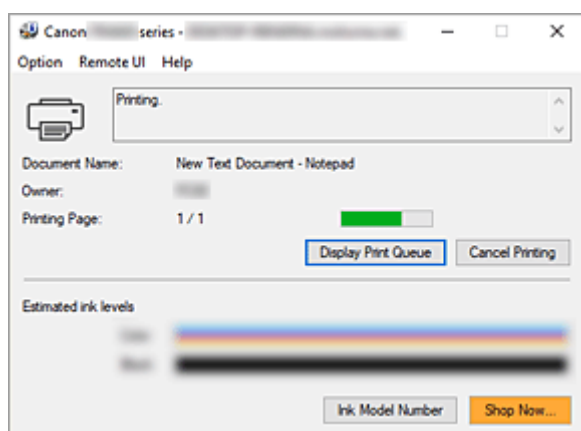 Canon series -
Option Remote UI Help
Printing.
Document Name: New Text Document - Notepad
Owner:
Printing Page: 1 / 1
Display Print Queue Cancel Printing
Estimated ink levels
Ink Model Number Shop Now...